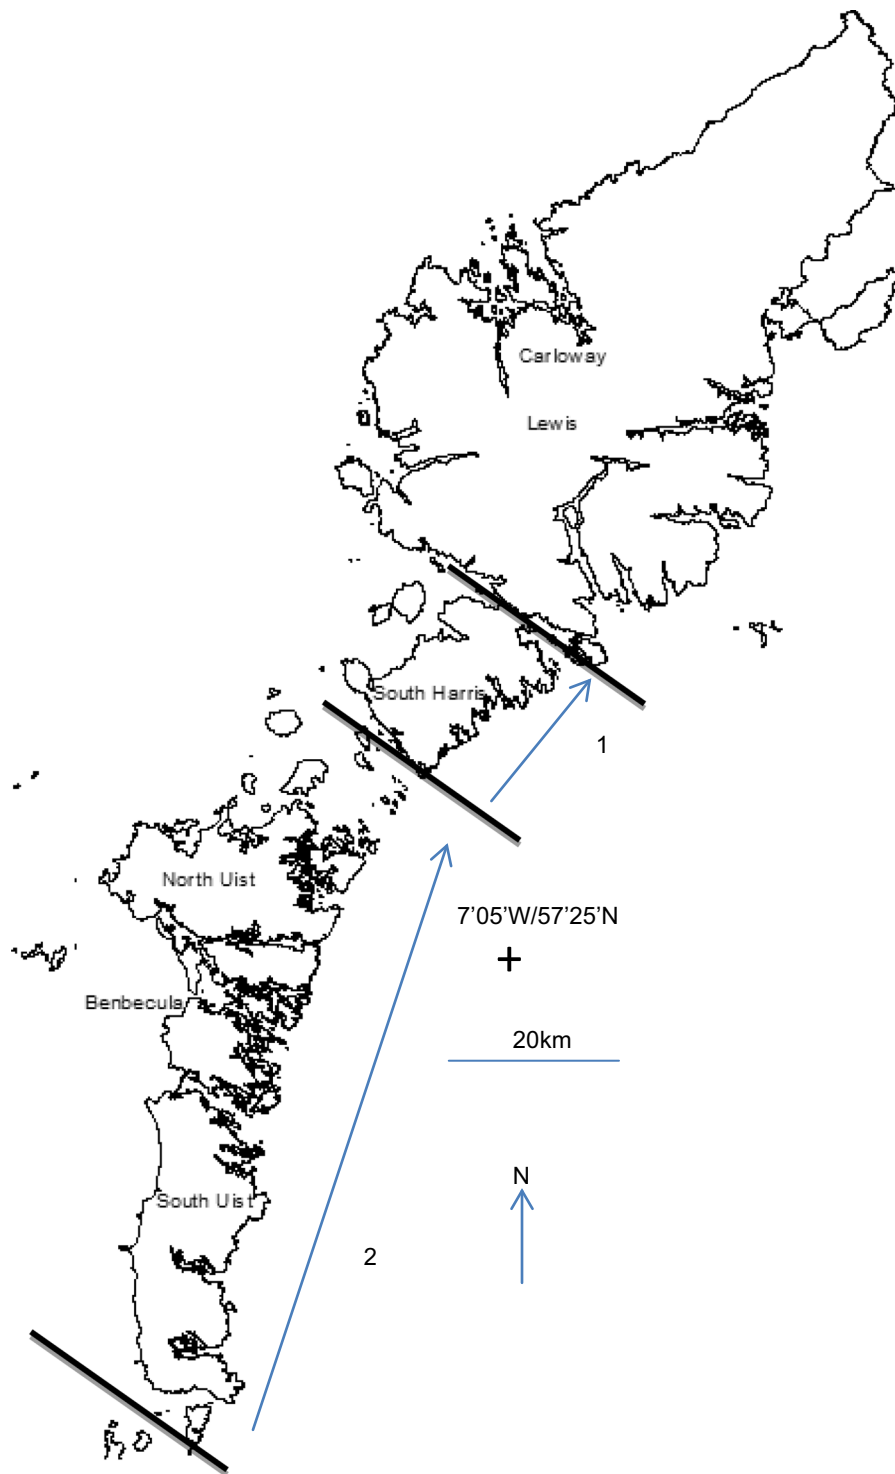 Carloway
Lewis
South Harris
1
North Uist
7'05'W/57'25'N
Benbecula
20km
N
South Uist
2